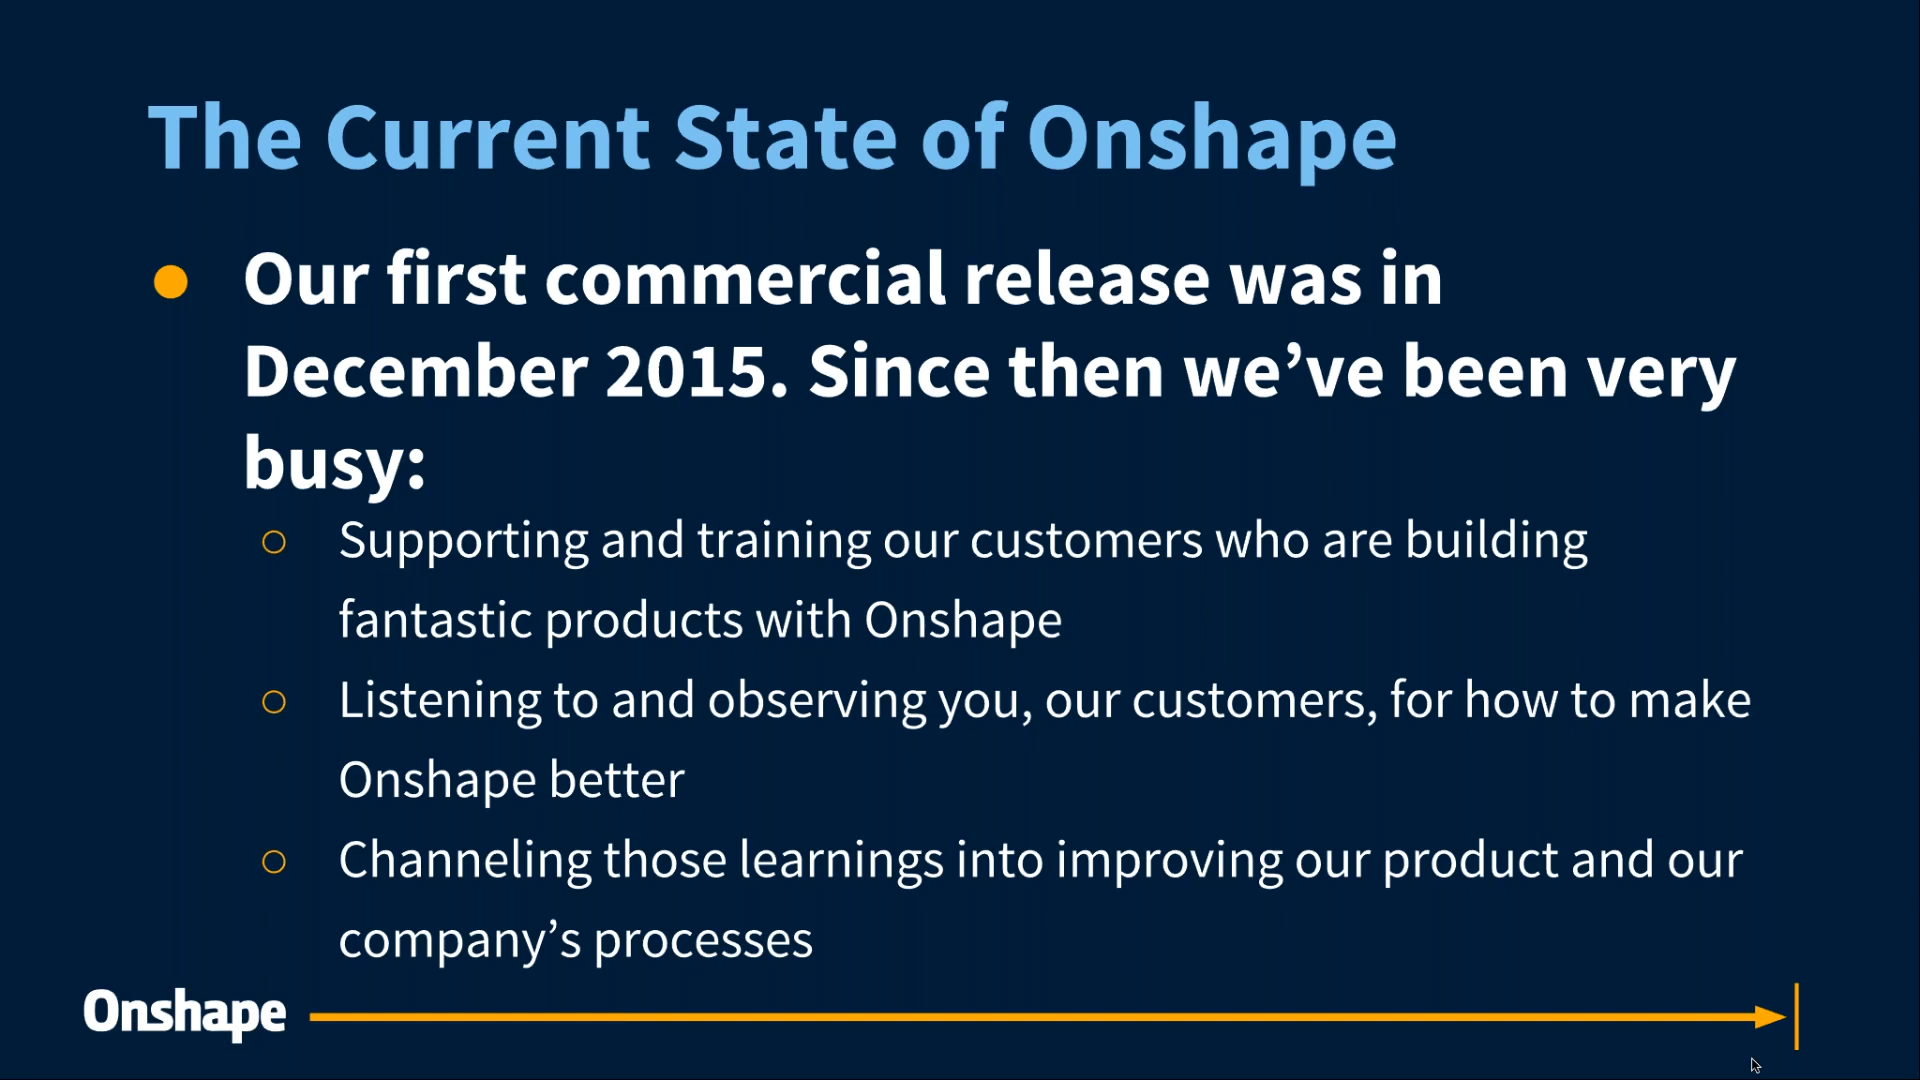 The Current State of Onshape
● Our first commercial release was in
December 2015. Since then we’ve been very
busy:
○ Supporting and training our customers who are building
fantastic products with Onshape
○ Listening to and observing you, our customers, for how to make
Onshape better
○ Channeling those learnings into improving our product and our
company’s processes
Onshape